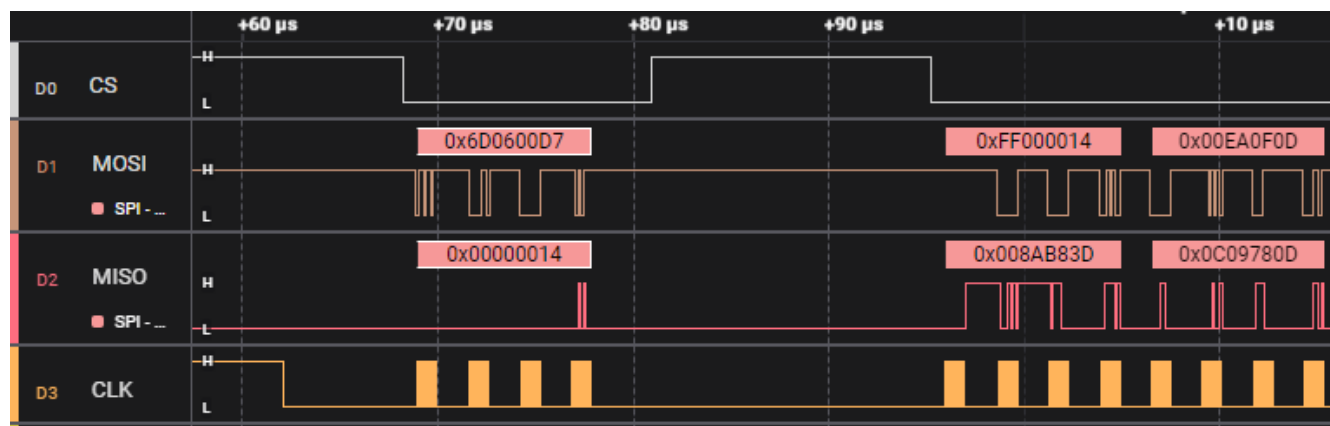 +60 µs +70 µs +80 µs +90 µs +10 µs
D0 CS H L
0x6D0600D7 0xFF000014 0x00EA0F0D
D1 MOSI H
SPI - ... L
0x00000014 0x008AB83D 0x0C09780D
D2 MISO H
SPI - ... L
D3 CLK H L